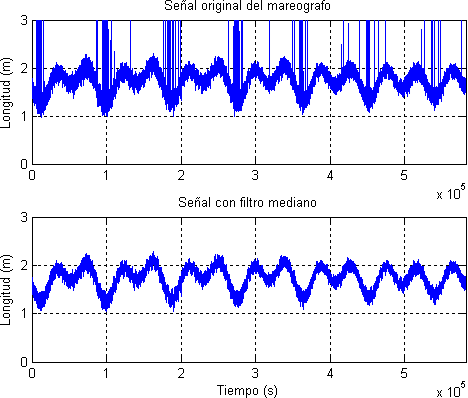 Señal original del mareografo
3
2
1
0
Longitud (m)
0 1 2 3 4 5
x 10^5
Señal con filtro mediano
3
2
1
0
Longitud (m)
0 1 2 3 4 5
x 10^5
Tiempo (s)